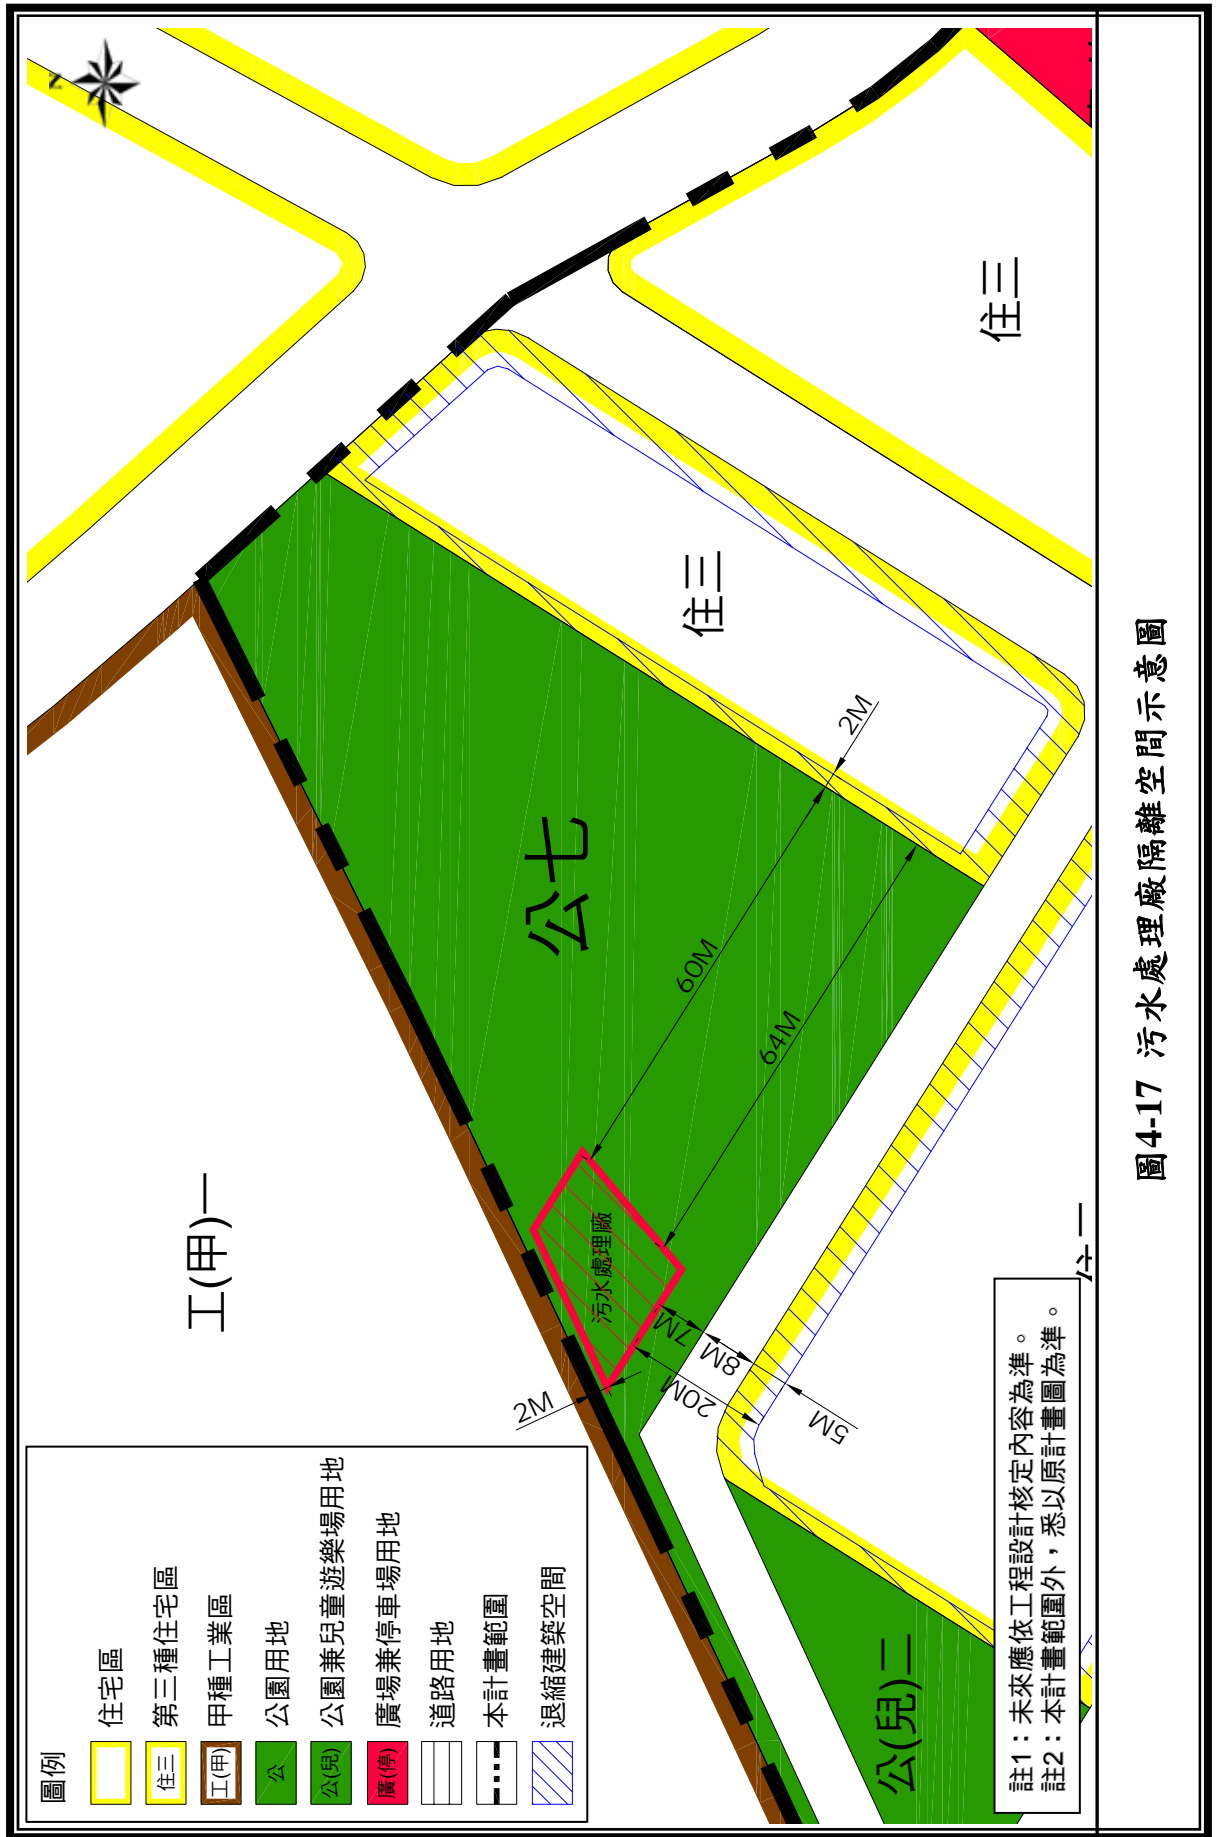 N
住三
住三
公七
工(甲)一
公(兒)二
污水處理廠
2M
60M
64M
2M
7M
8M
20M
5M
圖例
住宅區
住三
第三種住宅區
工(甲)
甲種工業區
公
公園用地
公(兒)
公園兼兒童遊樂場用地
廣(停)
廣場兼停車場用地
道路用地
本計畫範圍
退縮建築空間
註1：未來應依工程設計核定內容為準。
註2：本計畫範圍外，悉以原計畫圖為準。
圖4-17 污水處理廠隔離空間示意圖